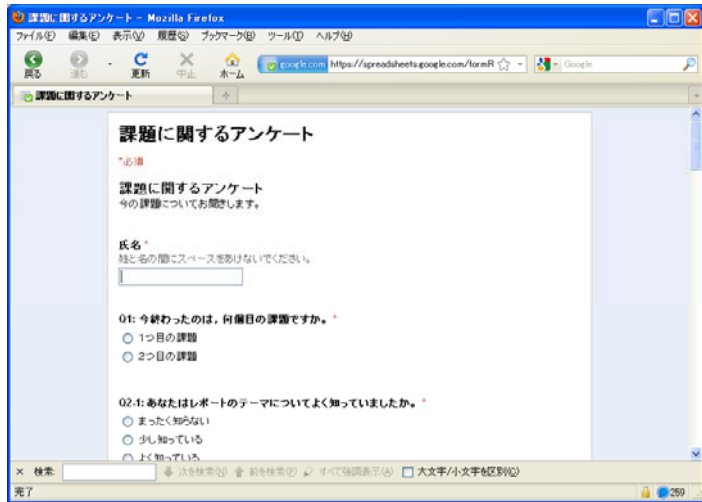 課題に関するアンケート - Mozilla Firefox
ファイル(F) 編集(E) 表示(V) 履歴(S) ブックマーク(B) ツール(T) ヘルプ(H)
戻る 進む 更新 中止 ホーム google.com https://spreadsheets.google.com/formR Google
課題に関するアンケート
課題に関するアンケート
*必須
課題に関するアンケート
今の課題についてお聞きします。
氏名 *
姓と名の間にスペースをあけないでください。
Q1: 今終わったのは，何個目の課題ですか。 *
1つ目の課題
2つ目の課題
Q2-1: あなたはレポートのテーマについてよく知っていましたか。 *
まったく知らない
少し知っている
よく知っている
× 検索: 次を検索(N) 前を検索(P) すべて強調表示(A) 大文字/小文字を区別(C)
完了 259